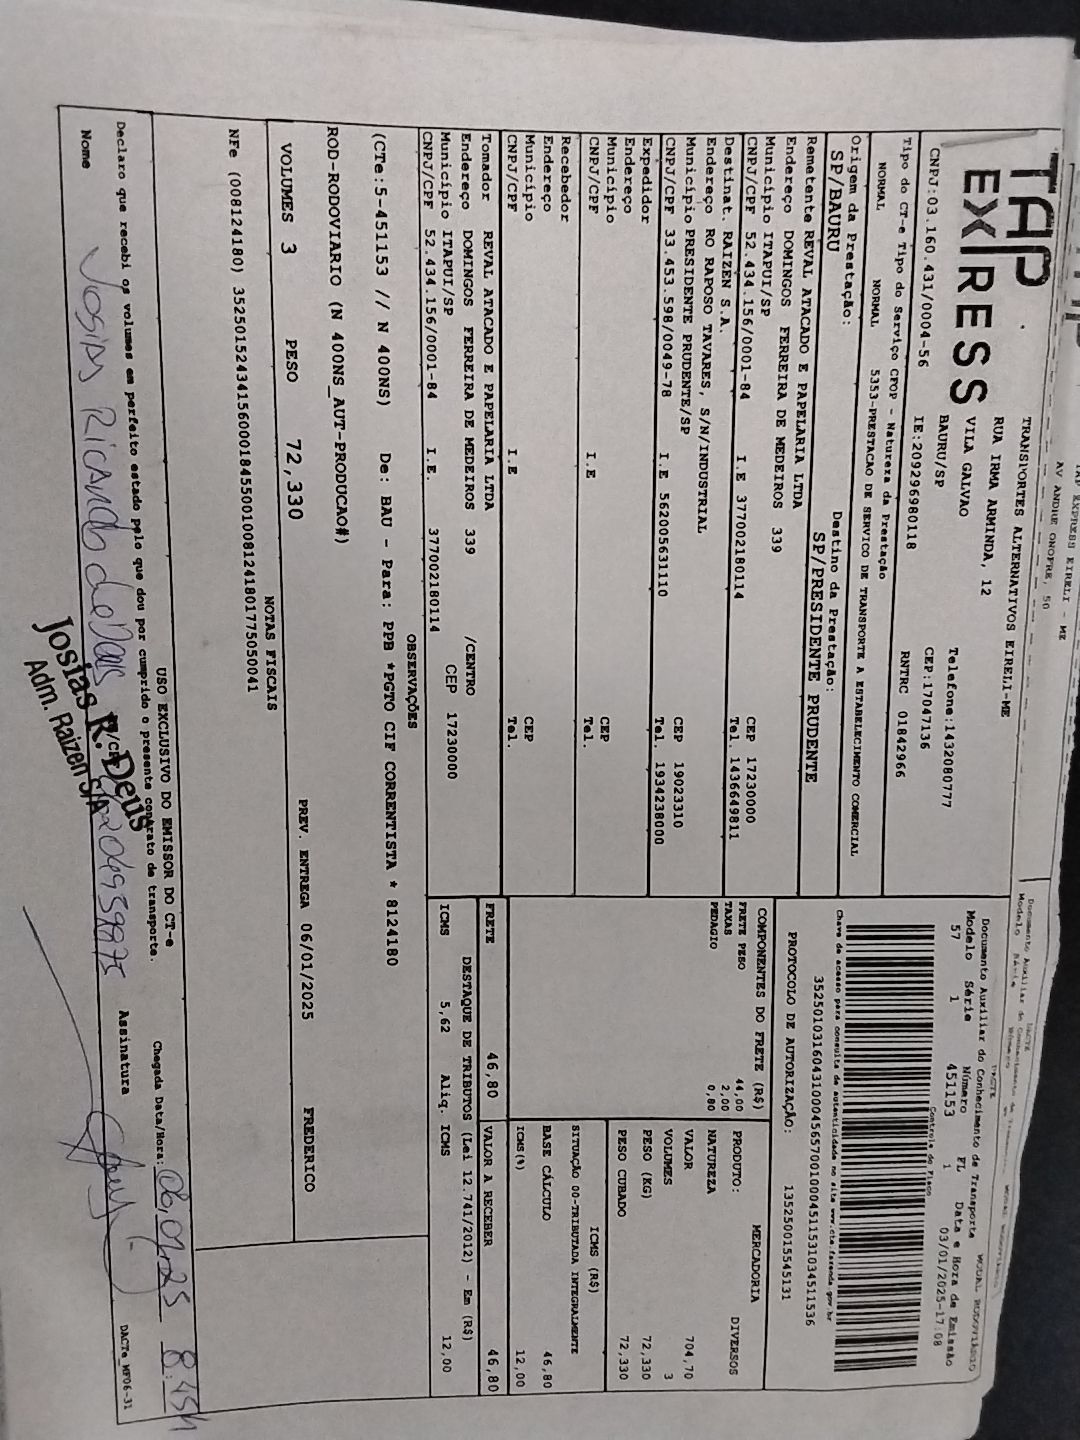 AV ANDRE ONOFRE, 50
TAP EXPRESS
TRANSPORTES ALTERNATIVOS EIRELI-ME
RUA IRMA ARMINDA, 12
VILA GALVAO
BAURU/SP
Telefone:1432080777
CEP:17047136
CNPJ:03.160.431/0004-56
IE:209296980118
RNTRC 01842966
DACTE
Documento Auxiliar do Conhecimento de Transporte
MODAL RODOVIÁRIO
Modelo Série Número FL Data e Hora de Emissão
57 1 451153 1 03/01/2025-17:08
Controle do Fisco
Tipo do CT-e Tipo do Serviço CFOP - Natureza da Prestação
NORMAL NORMAL 5353-PRESTACAO DE SERVICO DE TRANSPORTE A ESTABELECIMENTO COMERCIAL
Chave de acesso para consulta de autenticidade no site www.cte.fazenda.gov.br
35250103160431000456570010004511531034511536
PROTOCOLO DE AUTORIZAÇÃO: 135250015545131
Origem da Prestação: Destino da Prestação:
SP/BAURU SP/PRESIDENTE PRUDENTE
Remetente REVAL ATACADO E PAPELARIA LTDA
Endereço DOMINGOS FERREIRA DE MEDEIROS 339
Município ITAPUI/SP CEP 17230000
CNPJ/CPF 52.434.156/0001-84 I.E 377002180114 Tel. 1436649811
Destinat. RAIZEN S.A.
Endereço RO RAPOSO TAVARES, S/N/INDUSTRIAL
Município PRESIDENTE PRUDENTE/SP CEP 19023310
CNPJ/CPF 33.453.598/0049-78 I.E 562005631110 Tel. 1934238000
Expedidor
Endereço
Município CEP
CNPJ/CPF I.E Tel.
Recebedor
Endereço
Município CEP
CNPJ/CPF I.E Tel.
Tomador REVAL ATACADO E PAPELARIA LTDA
Endereço DOMINGOS FERREIRA DE MEDEIROS 339 /CENTRO
Município ITAPUI/SP CEP 17230000
CNPJ/CPF 52.434.156/0001-84 I.E. 377002180114
COMPONENTES DO FRETE (R$)
FRETE PESO 44,00
TAXAS 2,00
PEDAGIO 0,80
MERCADORIA
PRODUTO: DIVERSOS
NATUREZA
VALOR 704,70
VOLUMES 3
PESO (KG) 72,330
PESO CUBADO 72,330
ICMS (R$)
SITUAÇÃO 00-TRIBUTADA INTEGRALMENTE
BASE CÁLCULO 46,80
ICMS(%) 12,00
FRETE 46,80 VALOR A RECEBER 46,80
DESTAQUE DE TRIBUTOS (Lei 12.741/2012) - Em (R$)
ICMS 5,62 Aliq. ICMS 12,00
OBSERVAÇÕES
(CTe:5-451153 // N 400NS) De: BAU - Para: PPB *PGTO CIF CORRENTISTA * 8124180
ROD-RODOVIARIO (N 400NS_AUT-PRODUCAO#)
VOLUMES 3 PESO 72,330 PREV. ENTREGA 06/01/2025 FREDERICO
NOTAS FISCAIS
NFe (008124180) 35250152434156000184550010081241801775050041
USO EXCLUSIVO DO EMISSOR DO CT-e
Declaro que recebi os volumes em perfeito estado pelo que dou por cumprido o presente contrato de transporte.
Chegada Data/Hora: 06,01,25 8:45H
Nome Josias Ricardo de Deus
Assinatura
Josias R. Deus
Adm. Raizen S/A
DACTe_MF06-31